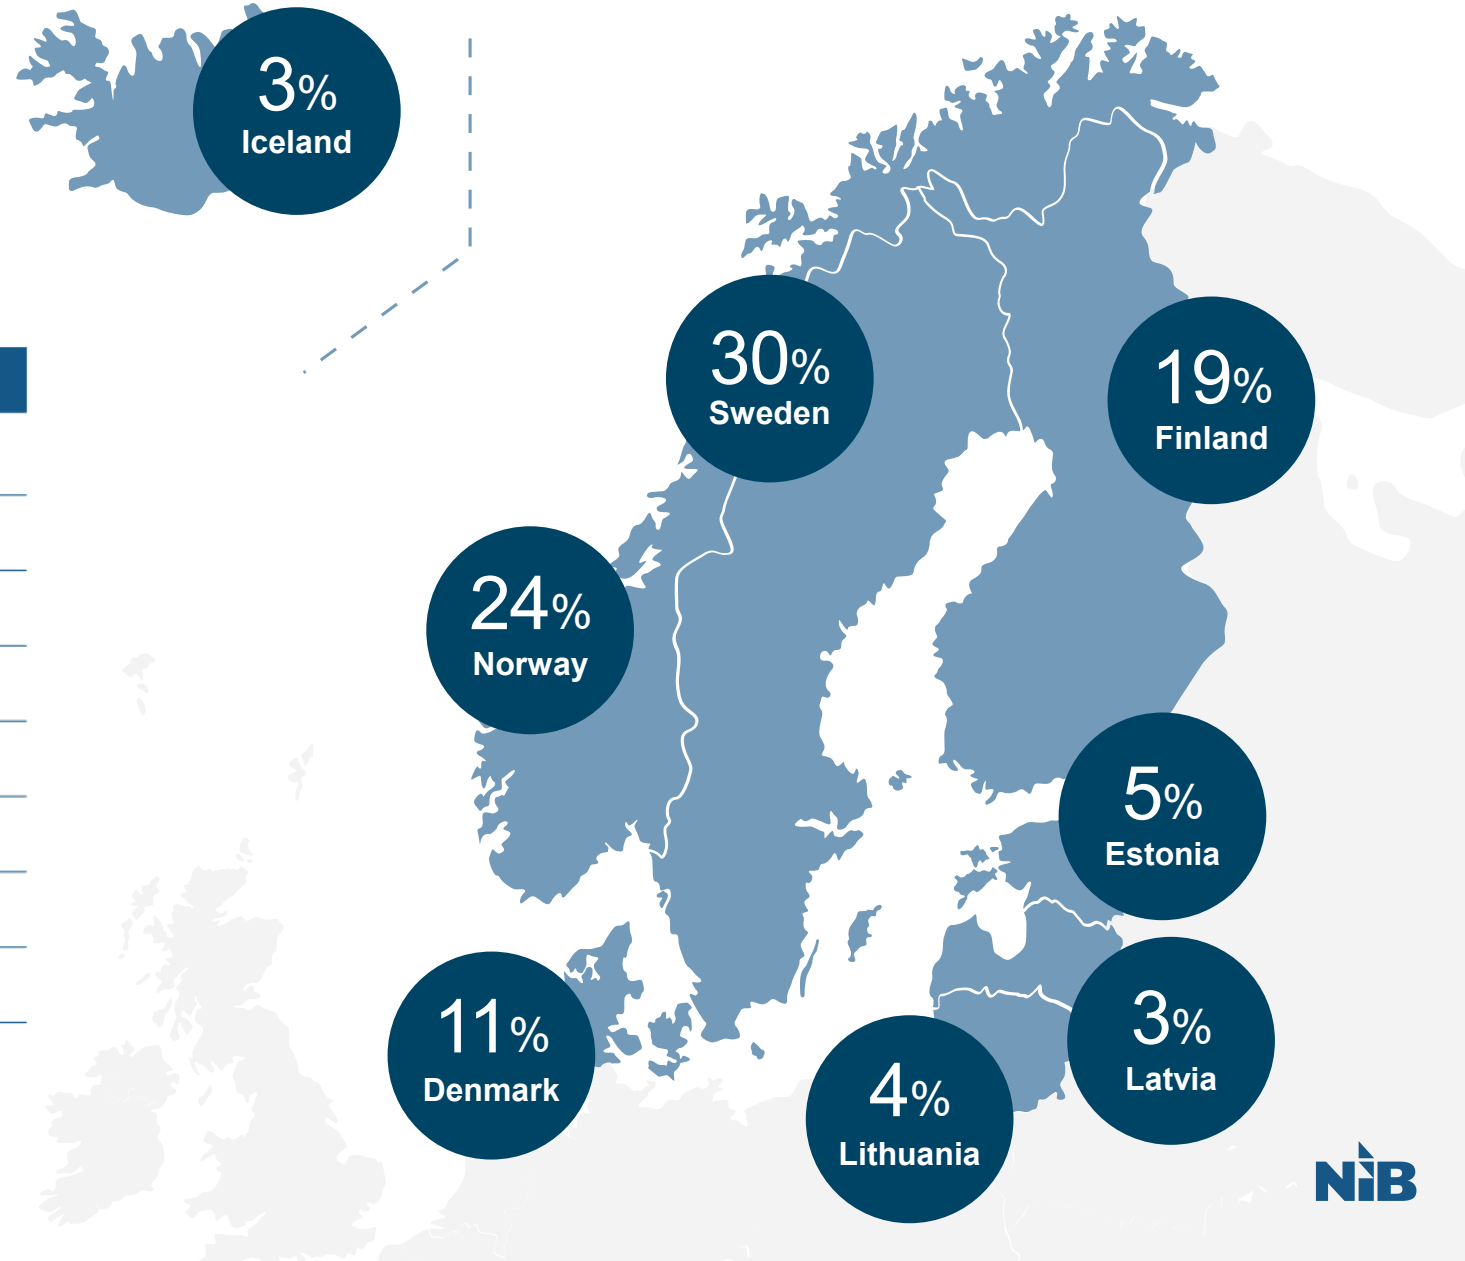 3%
Iceland
30%
Sweden
19%
Finland
24%
Norway
5%
Estonia
11%
Denmark
3%
Latvia
4%
Lithuania
NIB